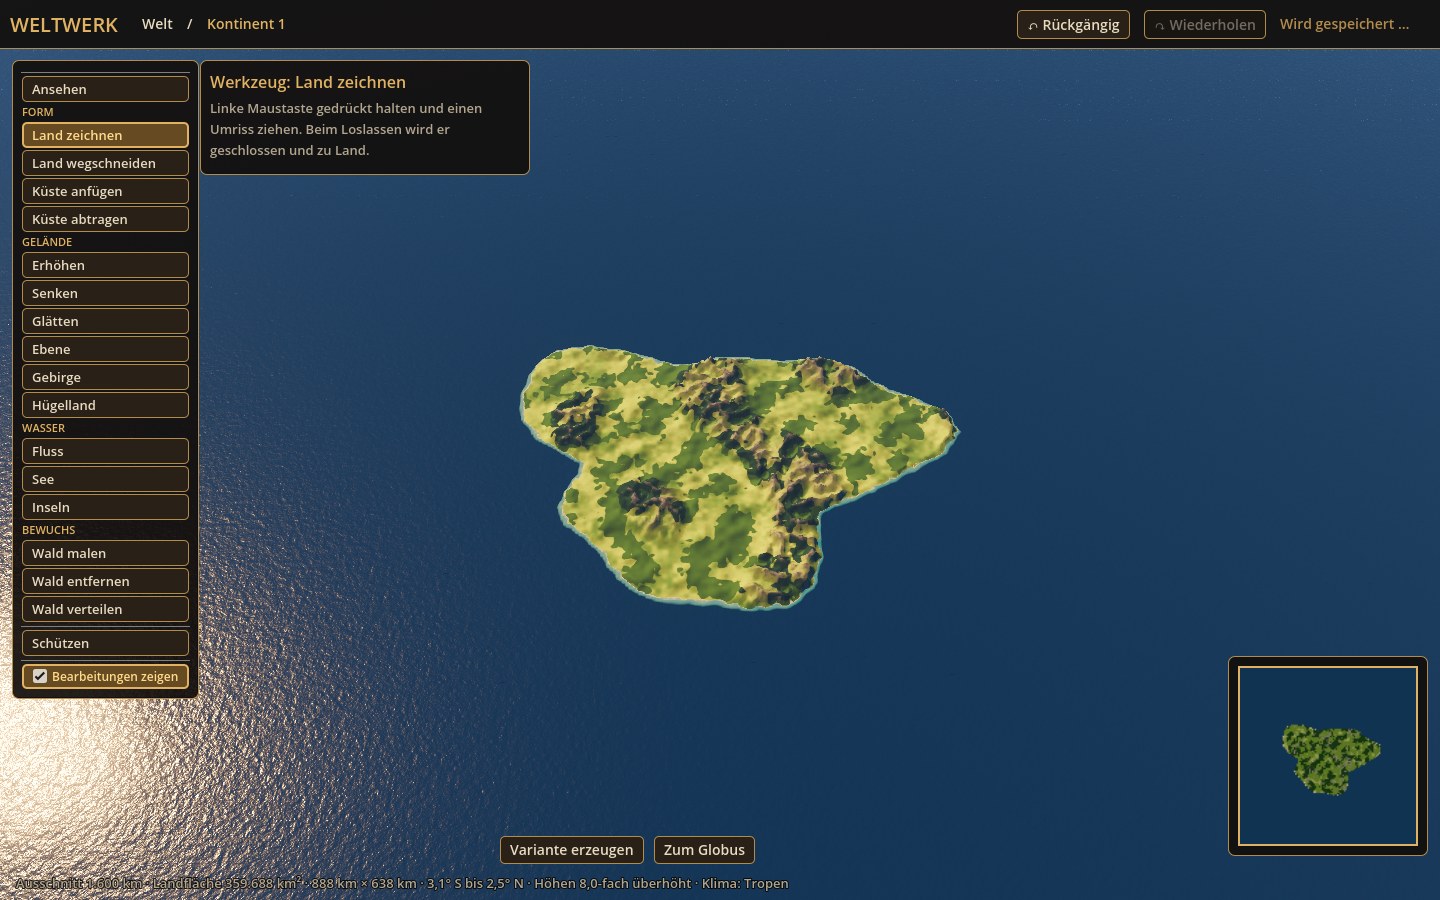 WELTWERK
Welt / Kontinent 1
Rückgängig
Wiederholen
Wird gespeichert ...
Ansehen
FORM
Land zeichnen
Land wegschneiden
Küste anfügen
Küste abtragen
GELÄNDE
Erhöhen
Senken
Glätten
Ebene
Gebirge
Hügelland
WASSER
Fluss
See
Inseln
BEWUCHS
Wald malen
Wald entfernen
Wald verteilen
Schützen
Bearbeitungen zeigen
Werkzeug: Land zeichnen
Linke Maustaste gedrückt halten und einen
Umriss ziehen. Beim Loslassen wird er
geschlossen und zu Land.
Variante erzeugen
Zum Globus
Ausschnitt 1.600 km · Landfläche 359.688 km² · 888 km × 638 km · 3,1° S bis 2,5° N · Höhen 8,0-fach überhöht · Klima: Tropen